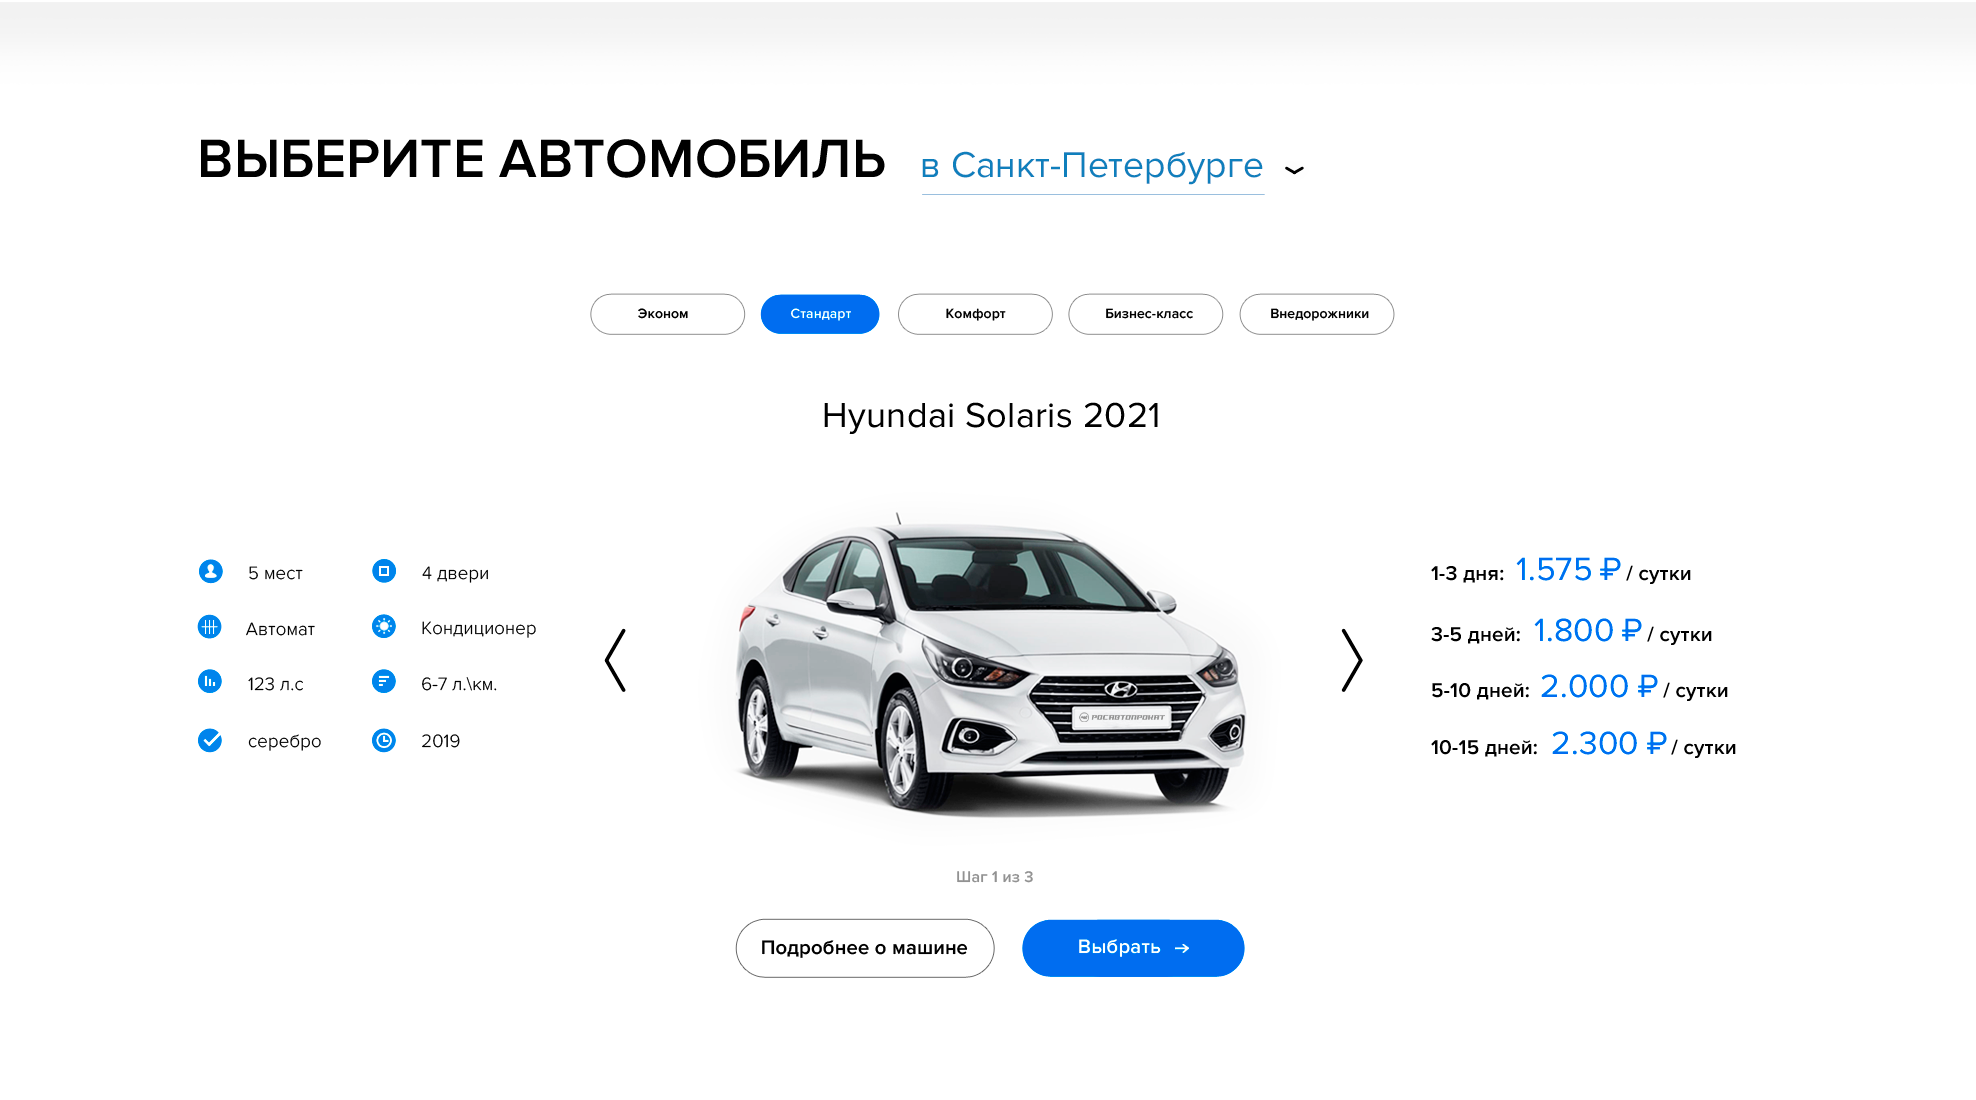 ВЫБЕРИТЕ АВТОМОБИЛЬ в Санкт-Петербурге
Эконом Стандарт Комфорт Бизнес-класс Внедорожники
Hyundai Solaris 2021
5 мест 4 двери
Автомат Кондиционер
123 л.с 6-7 л.\км.
серебро 2019
РОСАВТОПРОКАТ
1-3 дня: 1.575 ₽ / сутки
3-5 дней: 1.800 ₽ / сутки
5-10 дней: 2.000 ₽ / сутки
10-15 дней: 2.300 ₽ / сутки
Шаг 1 из 3
Подробнее о машине Выбрать →